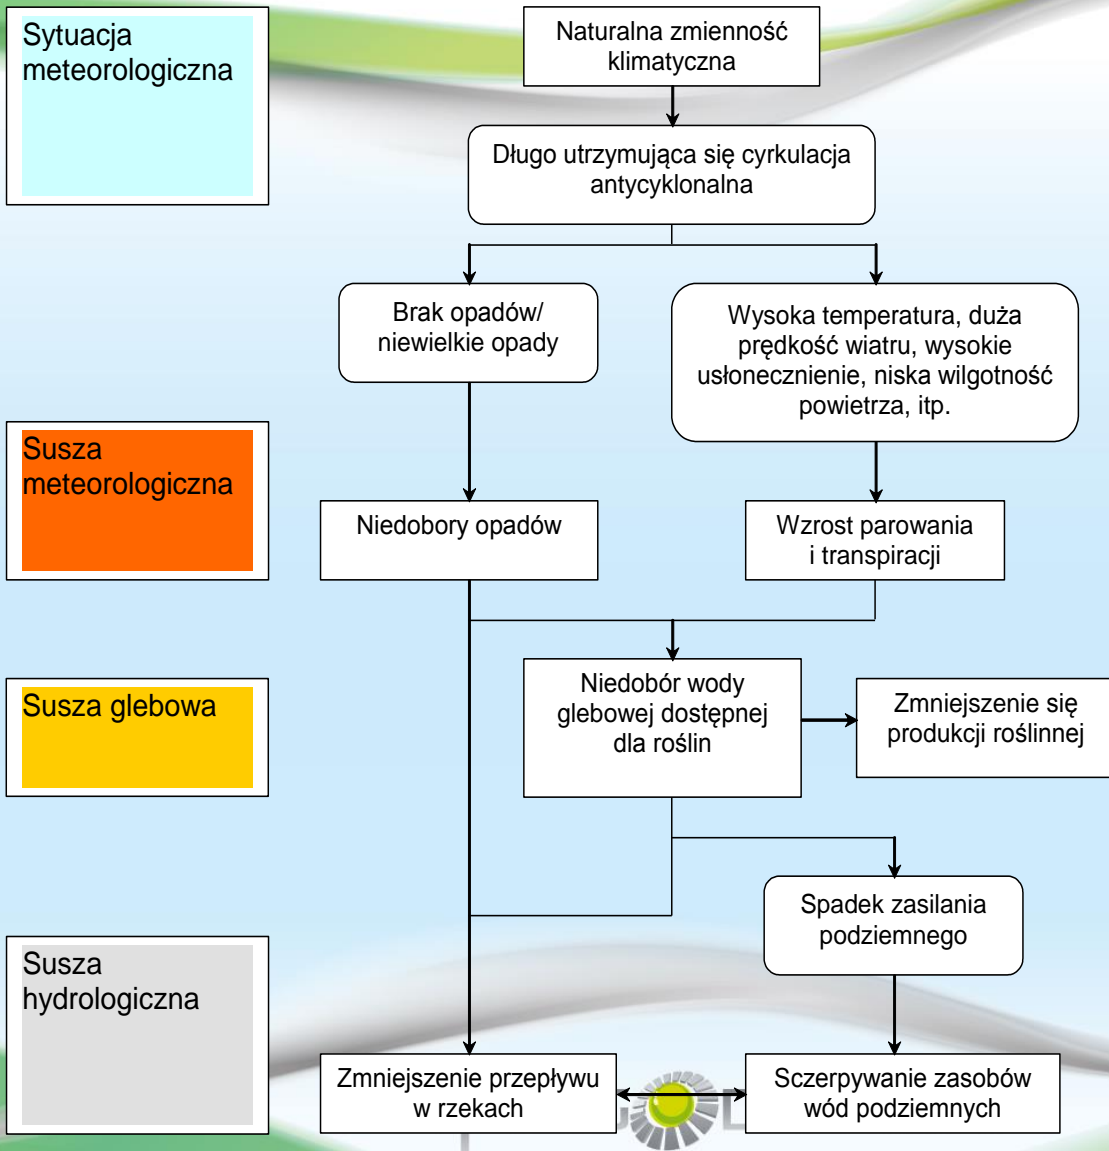 Sytuacja
meteorologiczna
Naturalna zmienność
klimatyczna
Długo utrzymująca się cyrkulacja
antycyklonalna
Brak opadów/
niewielkie opady
Wysoka temperatura, duża
prędkość wiatru, wysokie
usłonecznienie, niska wilgotność
powietrza, itp.
Susza
meteorologiczna
Niedobory opadów
Wzrost parowania
i transpiracji
Susza glebowa
Niedobór wody
glebowej dostępnej
dla roślin
Zmniejszenie się
produkcji roślinnej
Spadek zasilania
podziemnego
Susza
hydrologiczna
Zmniejszenie przepływu
w rzekach
Sczerpywanie zasobów
wód podziemnych